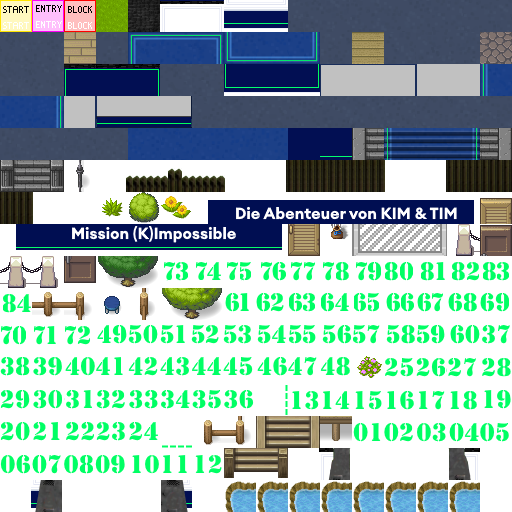 START ENTRY BLOCK
START ENTRY BLOCK
Die Abenteuer von KIM & TIM
Mission (K)Impossible
73 74 75 76 77 78 79 80 81 82 83
84 61 62 63 64 65 66 67 68 69
70 71 72 49 50 51 52 53 54 55 56 57 58 59 60 37
38 39 40 41 42 43 44 45 46 47 48 25 26 27 28
29 30 31 32 33 34 35 36 13 14 15 16 17 18 19
20 21 22 23 24 01 02 03 04 05
06 07 08 09 10 11 12